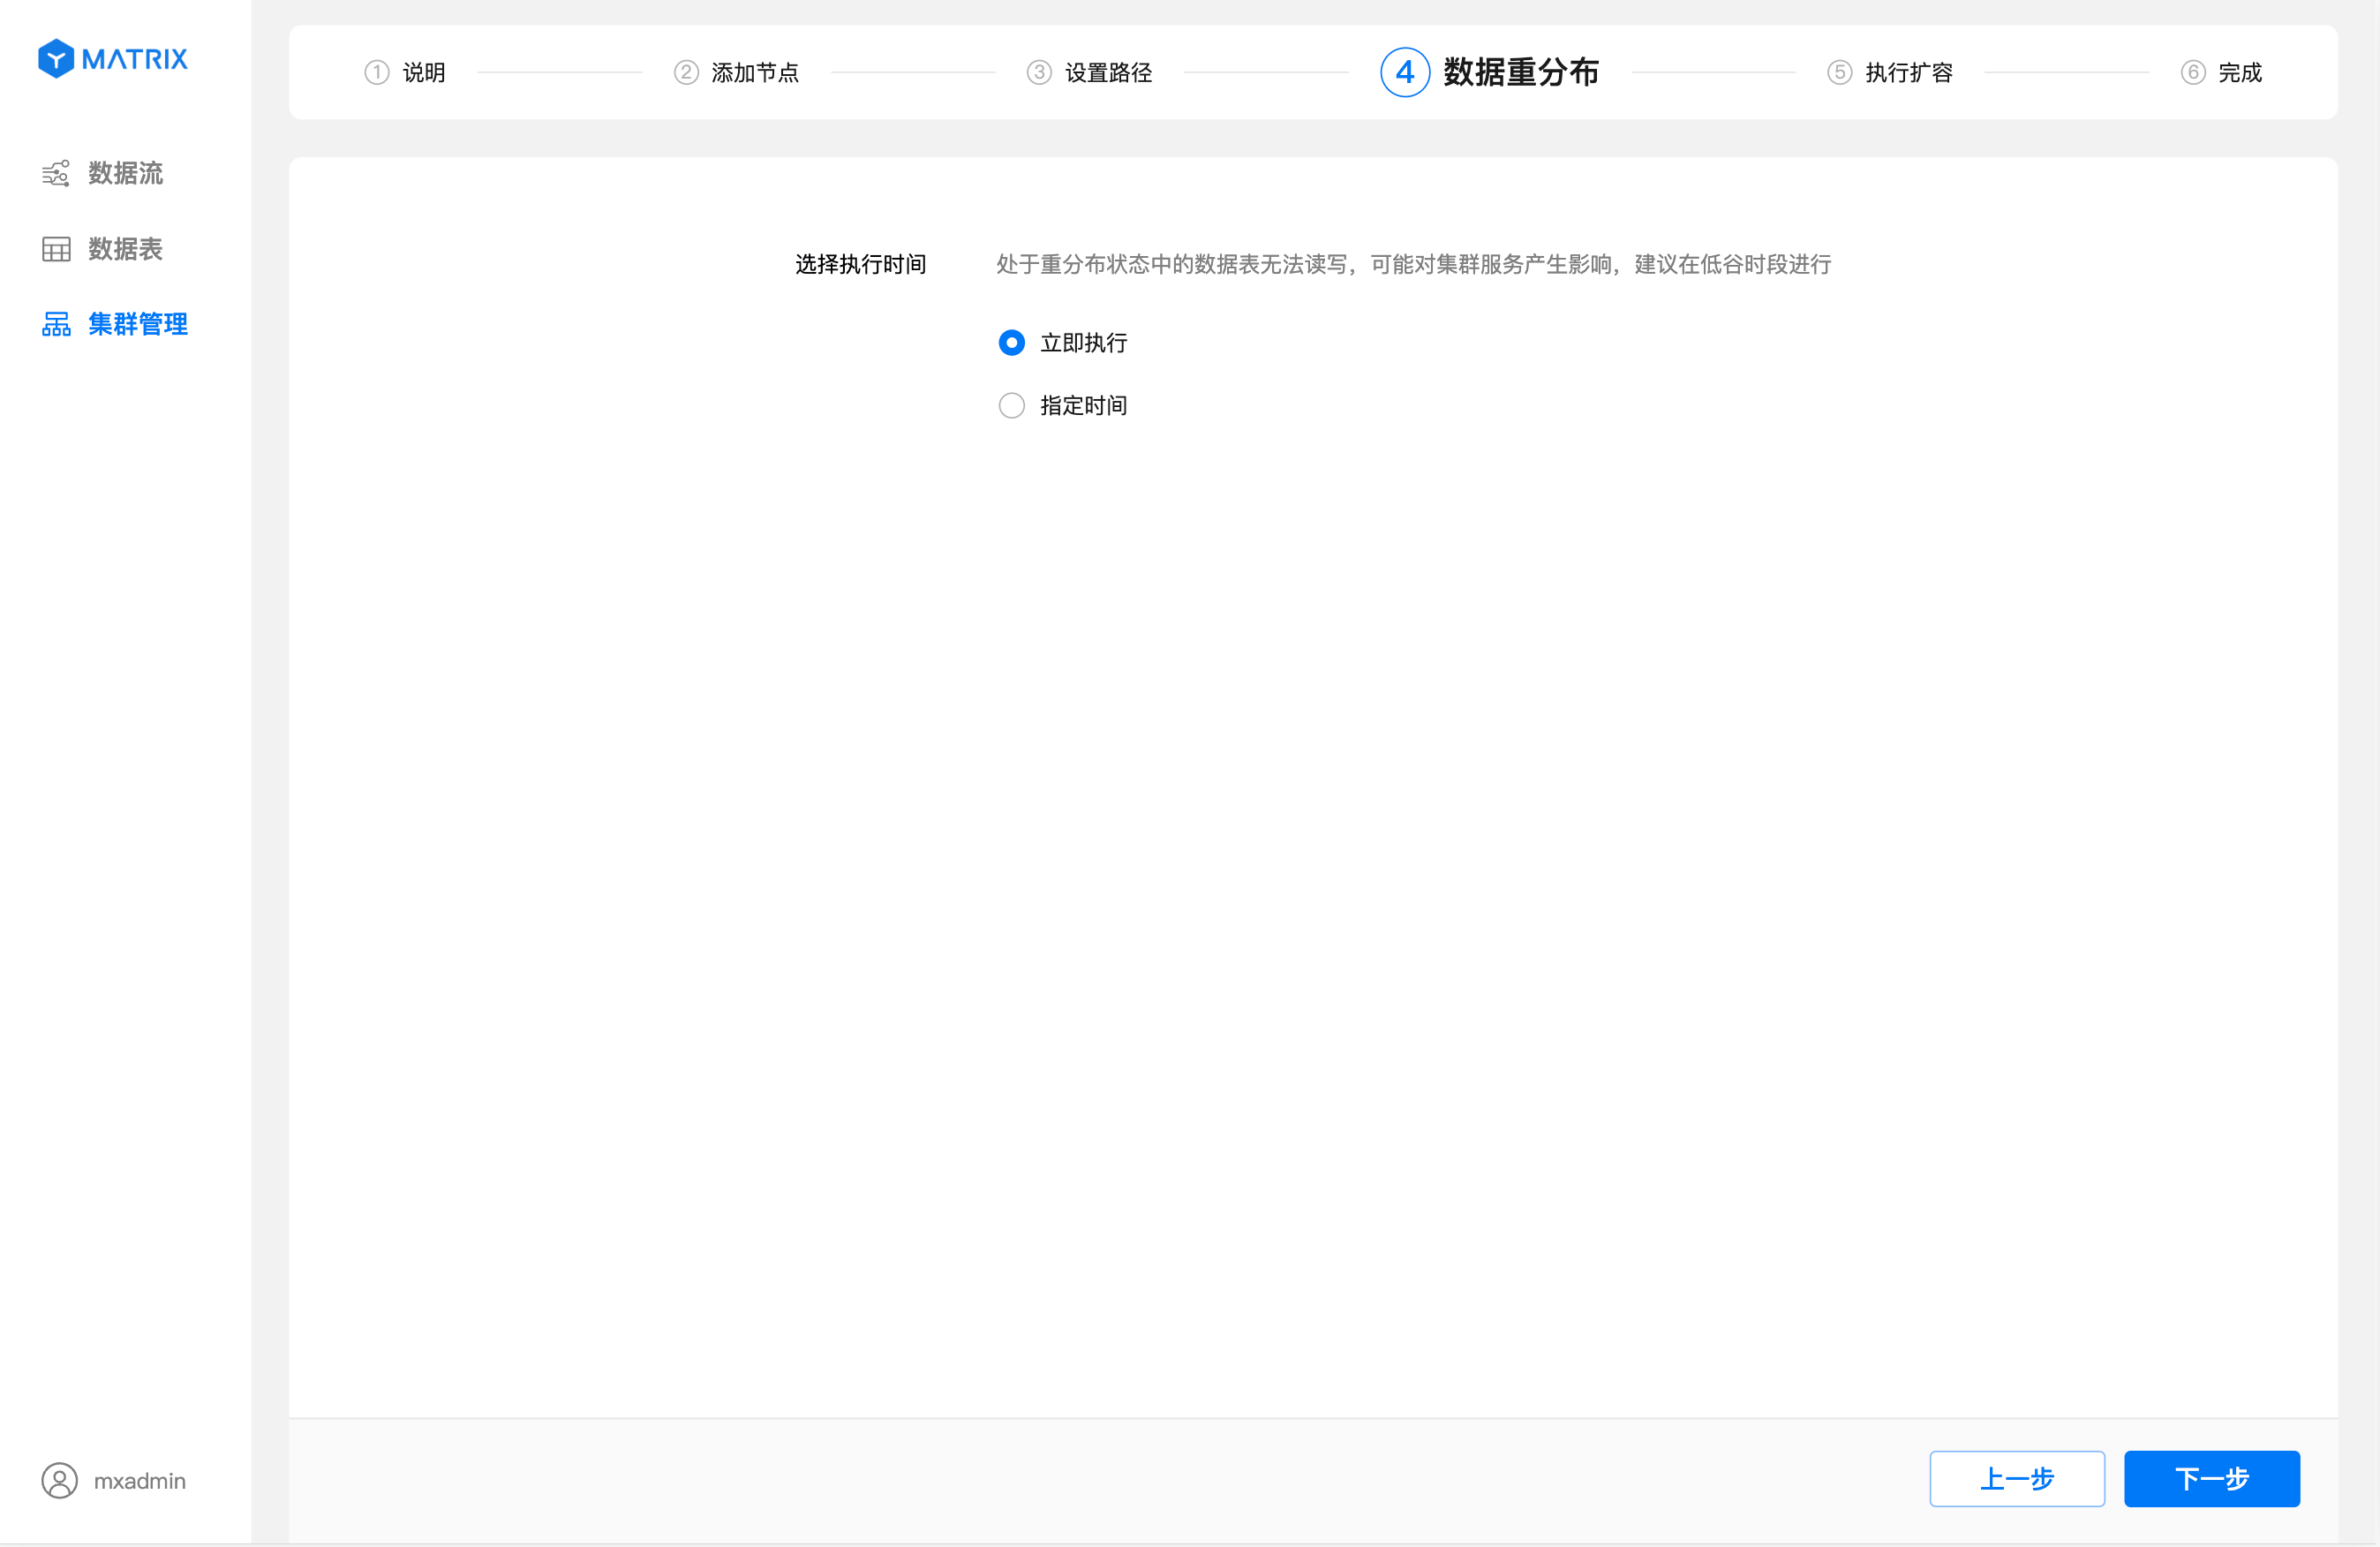 MATRIX
数据流
数据表
集群管理
mxadmin
1 说明
2 添加节点
3 设置路径
4 数据重分布
5 执行扩容
6 完成
选择执行时间
处于重分布状态中的数据表无法读写，可能对集群服务产生影响，建议在低谷时段进行
立即执行
指定时间
上一步
下一步